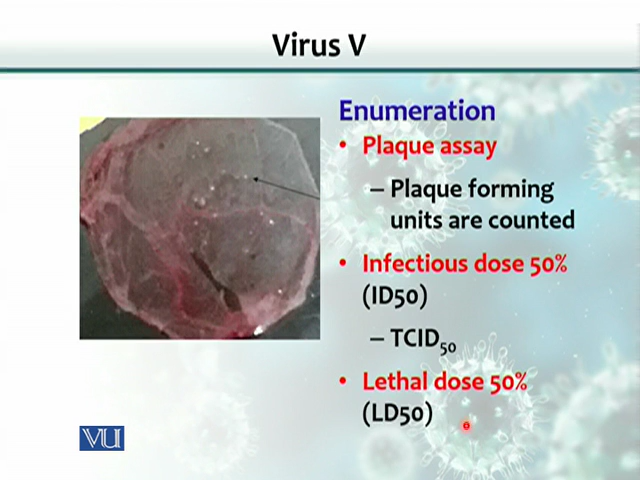 Virus V
Enumeration
• Plaque assay
– Plaque forming
units are counted
• Infectious dose 50%
(ID50)
– TCID50
• Lethal dose 50%
(LD50)
VU